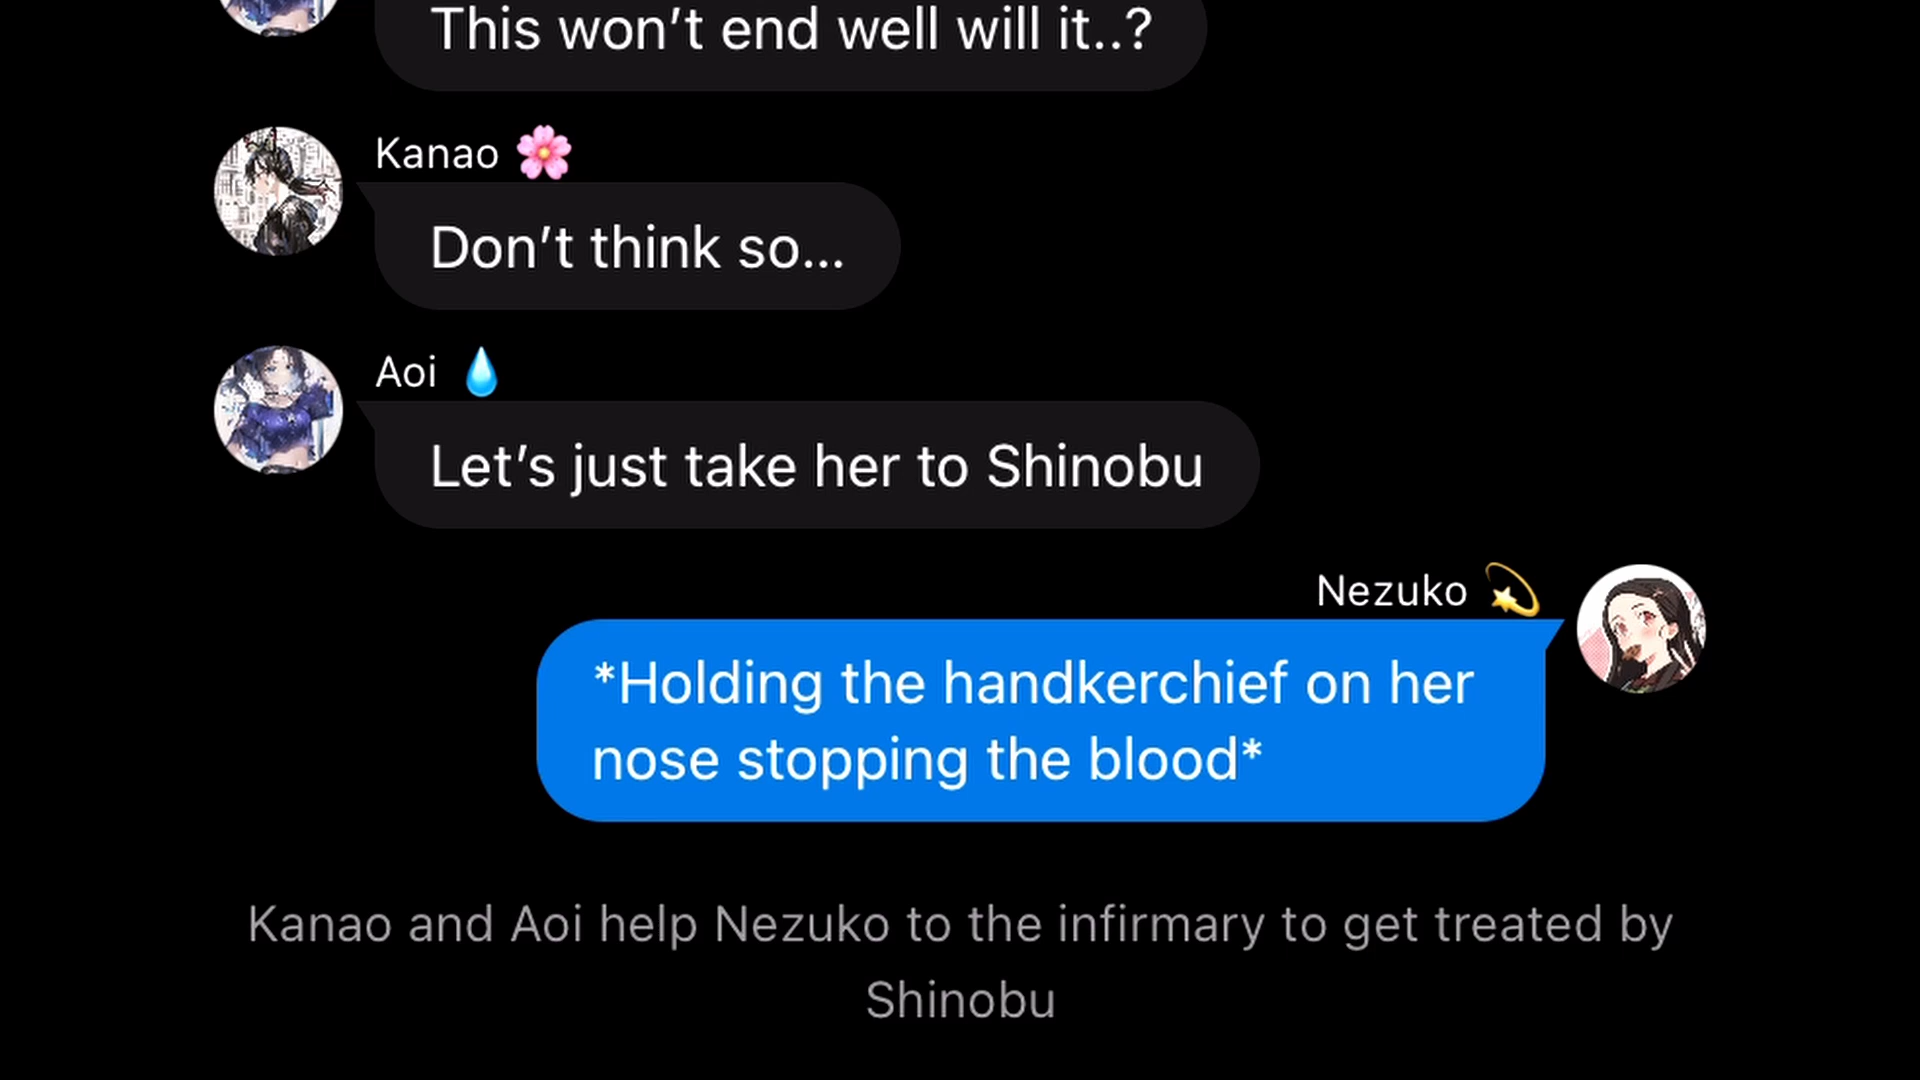 This won’t end well will it..?
Kanao 🌸
Don’t think so...
Aoi 💧
Let’s just take her to Shinobu
Nezuko 💫
*Holding the handkerchief on her
nose stopping the blood*
Kanao and Aoi help Nezuko to the infirmary to get treated by
Shinobu